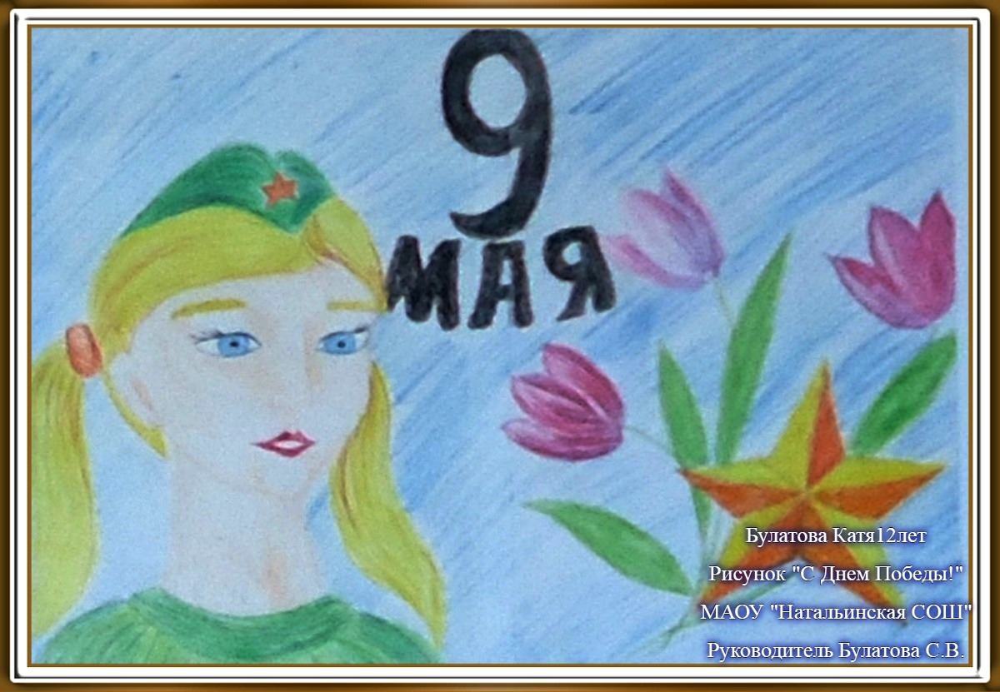 9
МАЯ
Булатова Катя12лет
Рисунок "С Днем Победы!"
МАОУ "Натальинская СОШ"
Руководитель Булатова С.В.